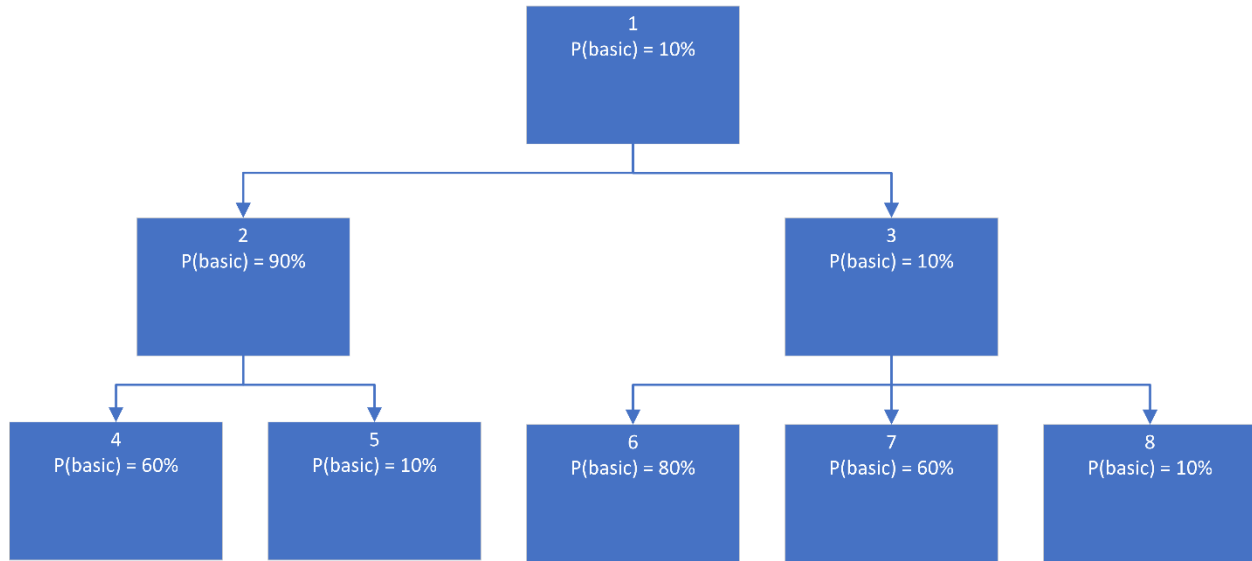 1
P(basic) = 10%
2
P(basic) = 90%
3
P(basic) = 10%
4
P(basic) = 60%
5
P(basic) = 10%
6
P(basic) = 80%
7
P(basic) = 60%
8
P(basic) = 10%